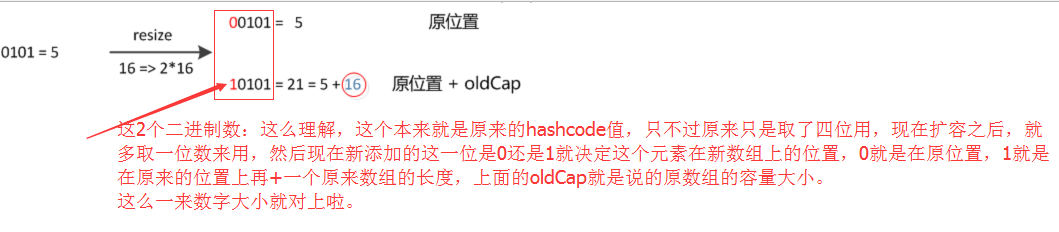 00101 = 5 原位置
resize
0101 = 5
16 => 2*16
10101 = 21 = 5 + 16 原位置 + oldCap
这2个二进制数：这么理解，这个本来就是原来的hashcode值，只不过原来只是取了四位用，现在扩容之后，就
多取一位数来用，然后现在新添加的这一位是0还是1就决定这个元素在新数组上的位置，0就是在原位置，1就是
在原来的位置上再+一个原来数组的长度，上面的oldCap就是说的原数组的容量大小。
这么一来数字大小就对上啦。